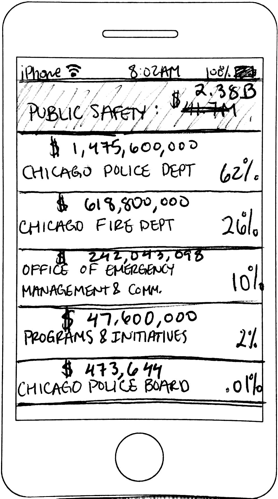 iPhone 8:02AM 100%
PUBLIC SAFETY: $ 2.38B
$ 1,475,600,000
CHICAGO POLICE DEPT 62%
$ 618,800,000
CHICAGO FIRE DEPT 26%
$ 242,043,098
OFFICE OF EMERGENCY
MANAGEMENT & COMM. 10%
$ 47,600,000
PROGRAMS & INITIATIVES 2%
$ 473,644
CHICAGO POLICE BOARD .01%